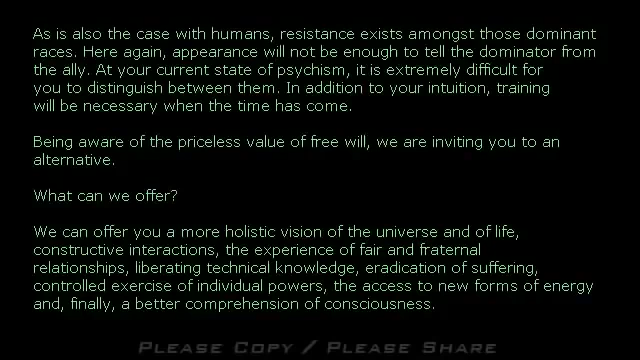 As is also the case with humans, resistance exists amongst those dominant
races. Here again, appearance will not be enough to tell the dominator from
the ally. At your current state of psychism, it is extremely difficult for
you to distinguish between them. In addition to your intuition, training
will be necessary when the time has come.
Being aware of the priceless value of free will, we are inviting you to an
alternative.
What can we offer?
We can offer you a more holistic vision of the universe and of life,
constructive interactions, the experience of fair and fraternal
relationships, liberating technical knowledge, eradication of suffering,
controlled exercise of individual powers, the access to new forms of energy
and, finally, a better comprehension of consciousness.
Please Copy / Please Share